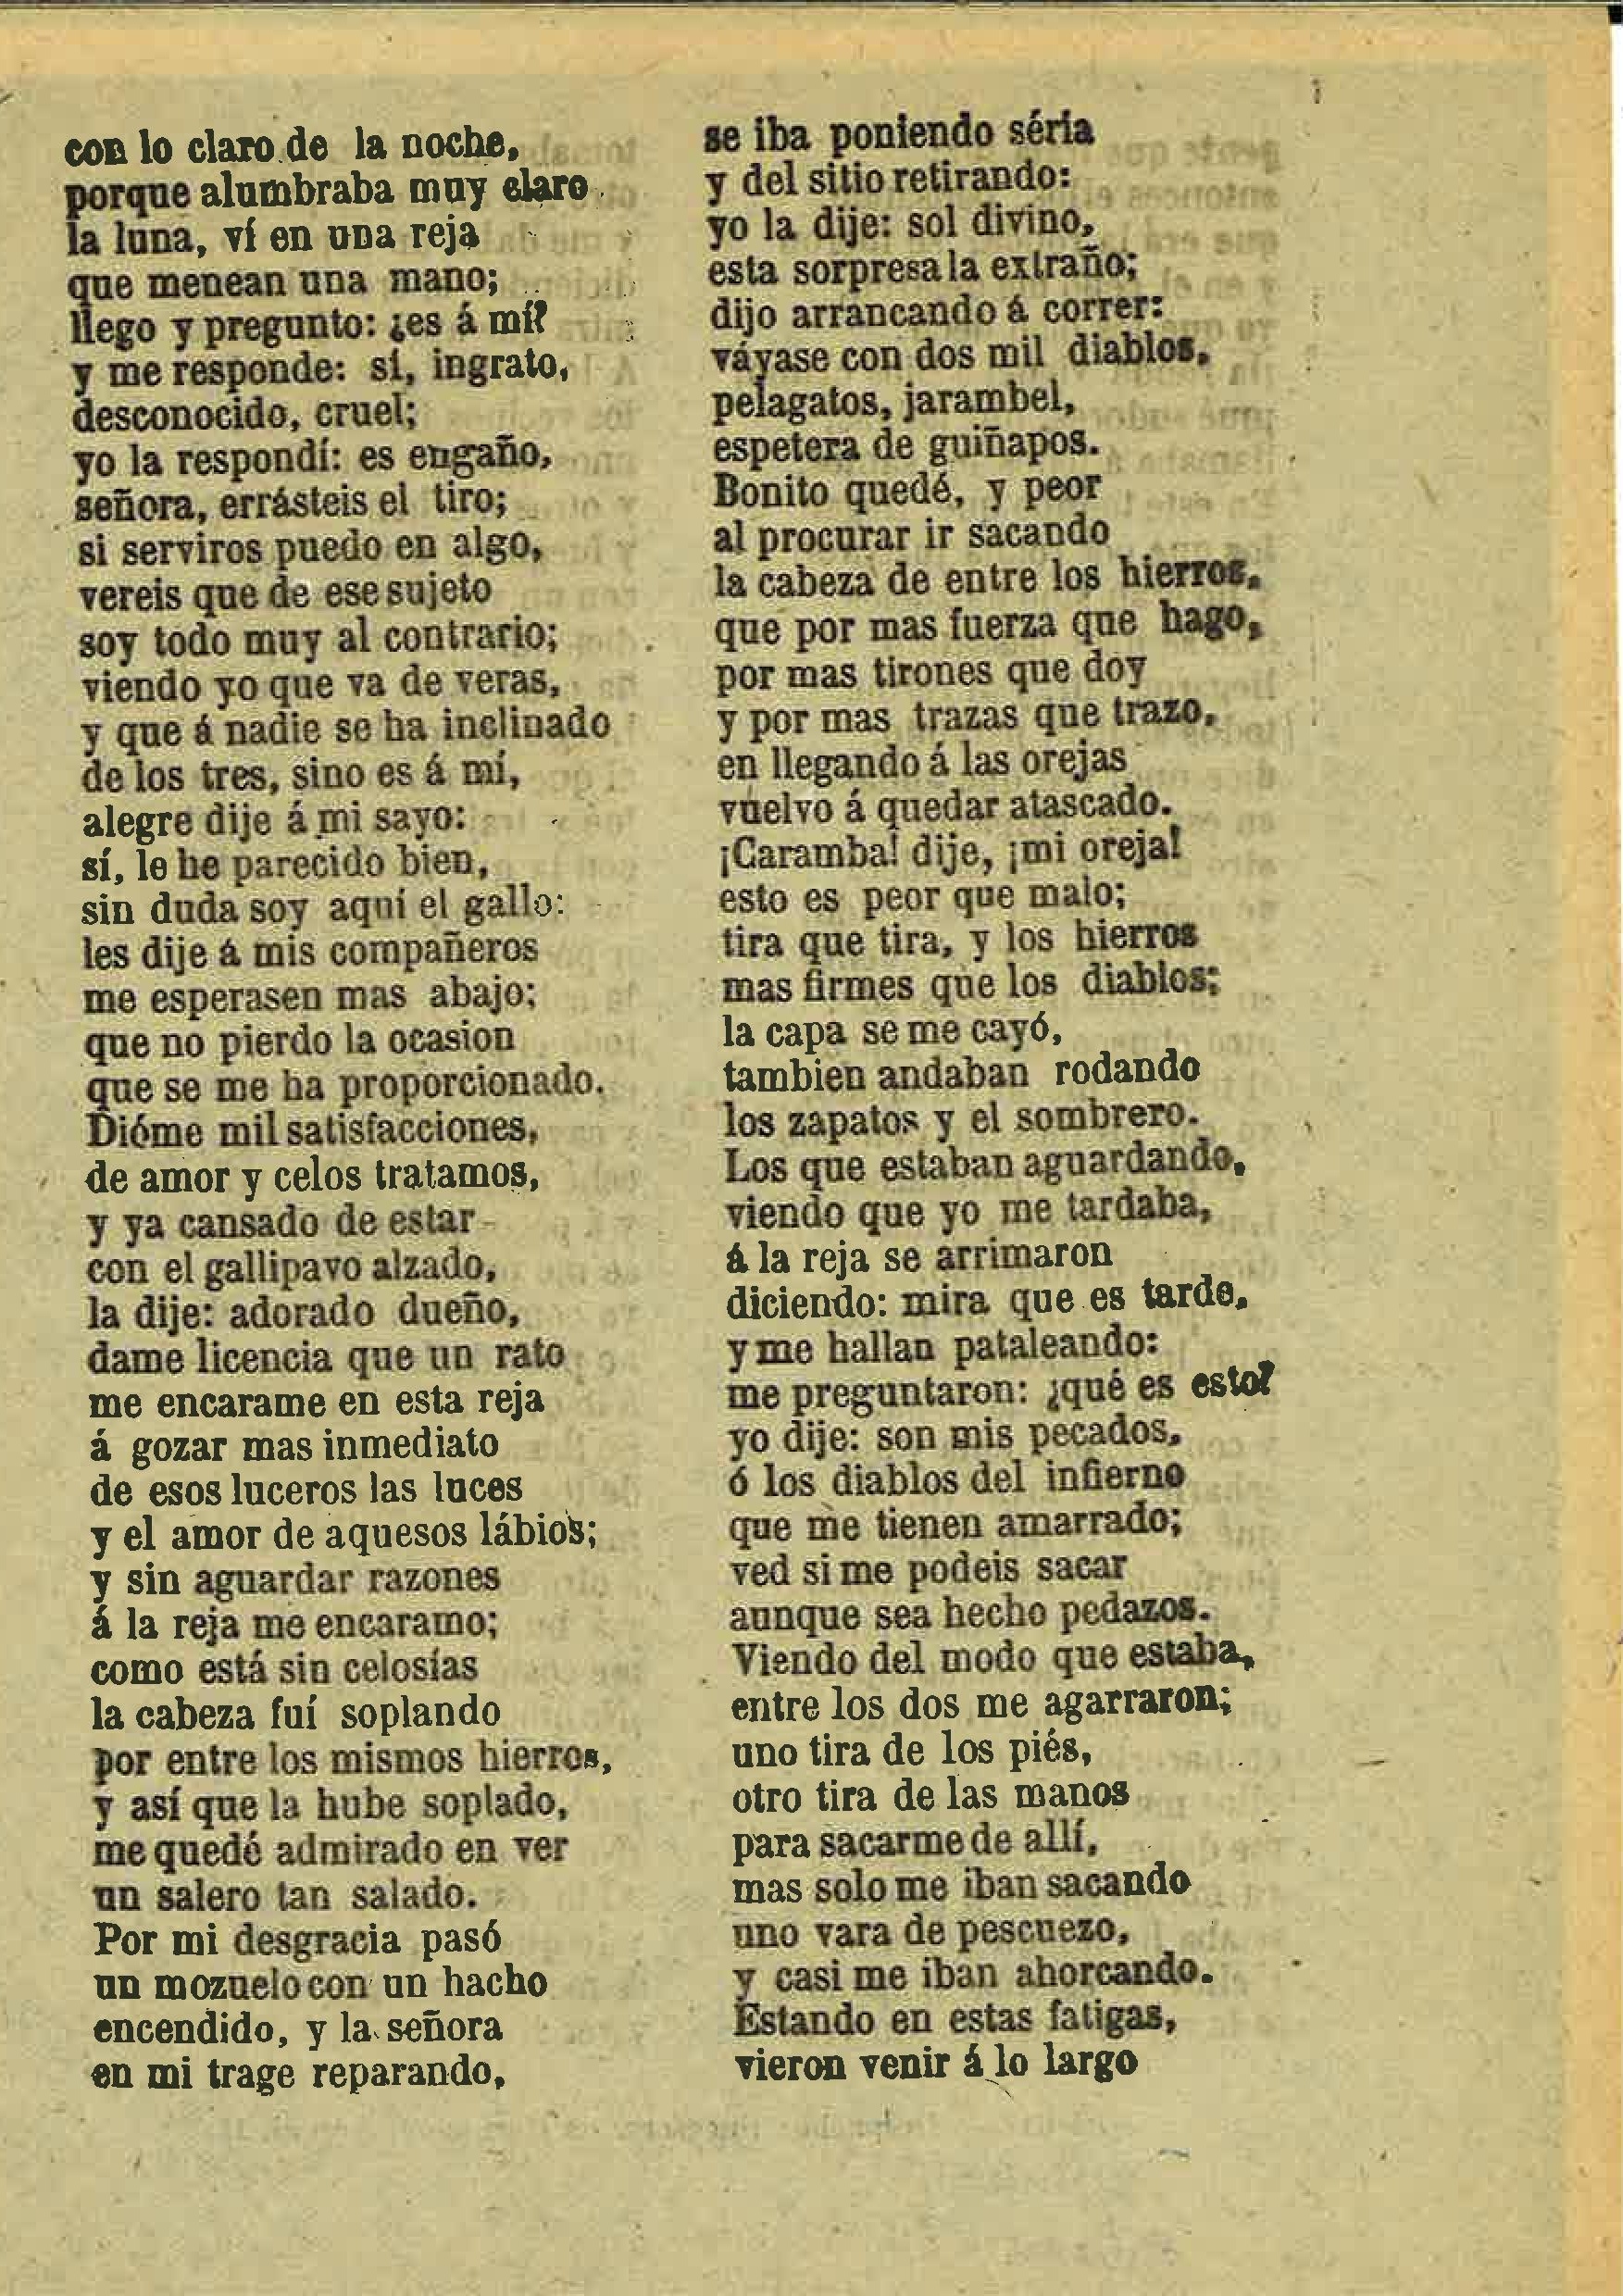 con lo claro de la noche,
porque alumbraba muy claro
la luna, ví en una reja
que menean una mano;
llego y pregunto: ¿es á mí?
y me responde: si, ingrato,
desconocido, cruel;
yo la respondí: es engaño,
señora, errásteis el tiro;
si serviros puedo en algo,
vereis que de ese sujeto
soy todo muy al contrario;
viendo yo que va de veras,
y que á nadie se ha inclinado
de los tres, sino es á mí,
alegre dije á mi sayo:
sí, le he parecido bien,
sin duda soy aquí el gallo:
les dije á mis compañeros
me esperasen mas abajo;
que no pierdo la ocasion
que se me ha proporcionado.
Dióme mil satisfacciones,
de amor y celos tratamos,
y ya cansado de estar
con el gallipavo alzado,
la dije: adorado dueño,
dame licencia que un rato
me encarame en esta reja
á gozar mas inmediato
de esos luceros las luces
y el amor de aquesos lábios;
y sin aguardar razones
á la reja me encaramo;
como está sin celosías
la cabeza fuí soplando
por entre los mismos hierros,
y así que la hube soplado,
me quedé admirado en ver
un salero tan salado.
Por mi desgracia pasó
un mozuelo con un hacho
encendido, y la señora
en mi trage reparando,
se iba poniendo séria
y del sitio retirando:
yo la dije: sol divino,
esta sorpresa la extraño;
dijo arrancando á correr:
váyase con dos mil diablos,
pelagatos, jarambel,
espetera de guiñapos.
Bonito quedé, y peor
al procurar ir sacando
la cabeza de entre los hierros,
que por mas fuerza que hago,
por mas tirones que doy
y por mas trazas que trazo,
en llegando á las orejas
vuelvo á quedar atascado.
¡Caramba! dije, ¡mi oreja!
esto es peor que malo;
tira que tira, y los hierros
mas firmes que los diablos;
la capa se me cayó,
tambien andaban rodando
los zapatos y el sombrero.
Los que estaban aguardando,
viendo que yo me tardaba,
á la reja se arrimaron
diciendo: mira que es tarde,
y me hallan pataleando:
me preguntaron: ¿qué es esto?
yo dije: son mis pecados,
ó los diablos del infierno
que me tienen amarrado;
ved si me podeis sacar
aunque sea hecho pedazos.
Viendo del modo que estaba,
entre los dos me agarraron;
uno tira de los piés,
otro tira de las manos
para sacarme de allí,
mas solo me iban sacando
uno vara de pescuezo,
y casi me iban ahorcando.
Estando en estas fatigas,
vieron venir á lo largo